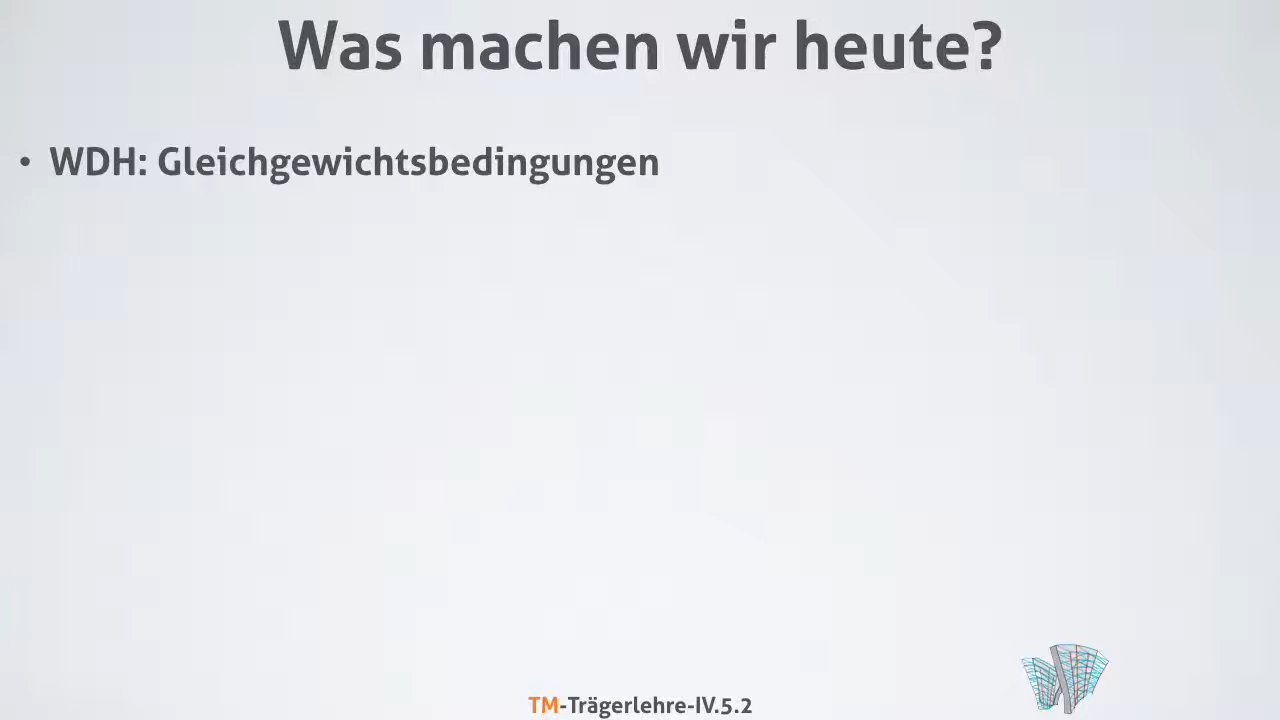 Was machen wir heute?
• WDH: Gleichgewichtsbedingungen
TM-Trägerlehre-IV.5.2